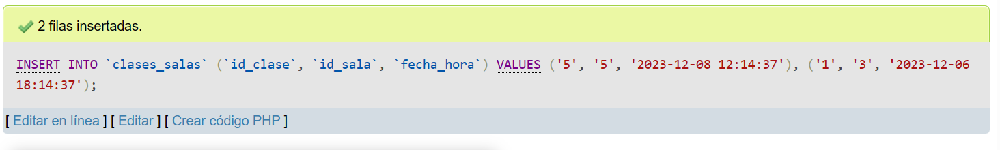 2 filas insertadas.
INSERT INTO `clases_salas` (`id_clase`, `id_sala`, `fecha_hora`) VALUES ('5', '5', '2023-12-08 12:14:37'), ('1', '3', '2023-12-06
18:14:37');
[ Editar en línea ] [ Editar ] [ Crear código PHP ]